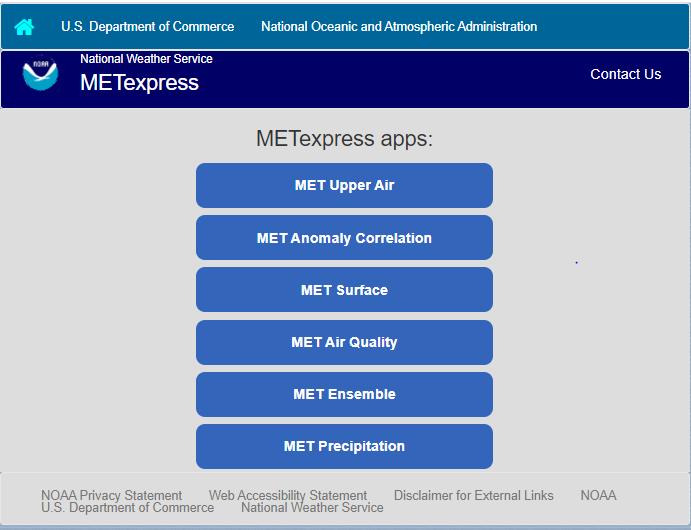 U.S. Department of Commerce National Oceanic and Atmospheric Administration
NOAA
National Weather Service
METexpress
Contact Us
METexpress apps:
MET Upper Air
MET Anomaly Correlation
MET Surface
MET Air Quality
MET Ensemble
MET Precipitation
NOAA Privacy Statement Web Accessibility Statement Disclaimer for External Links NOAA
U.S. Department of Commerce National Weather Service